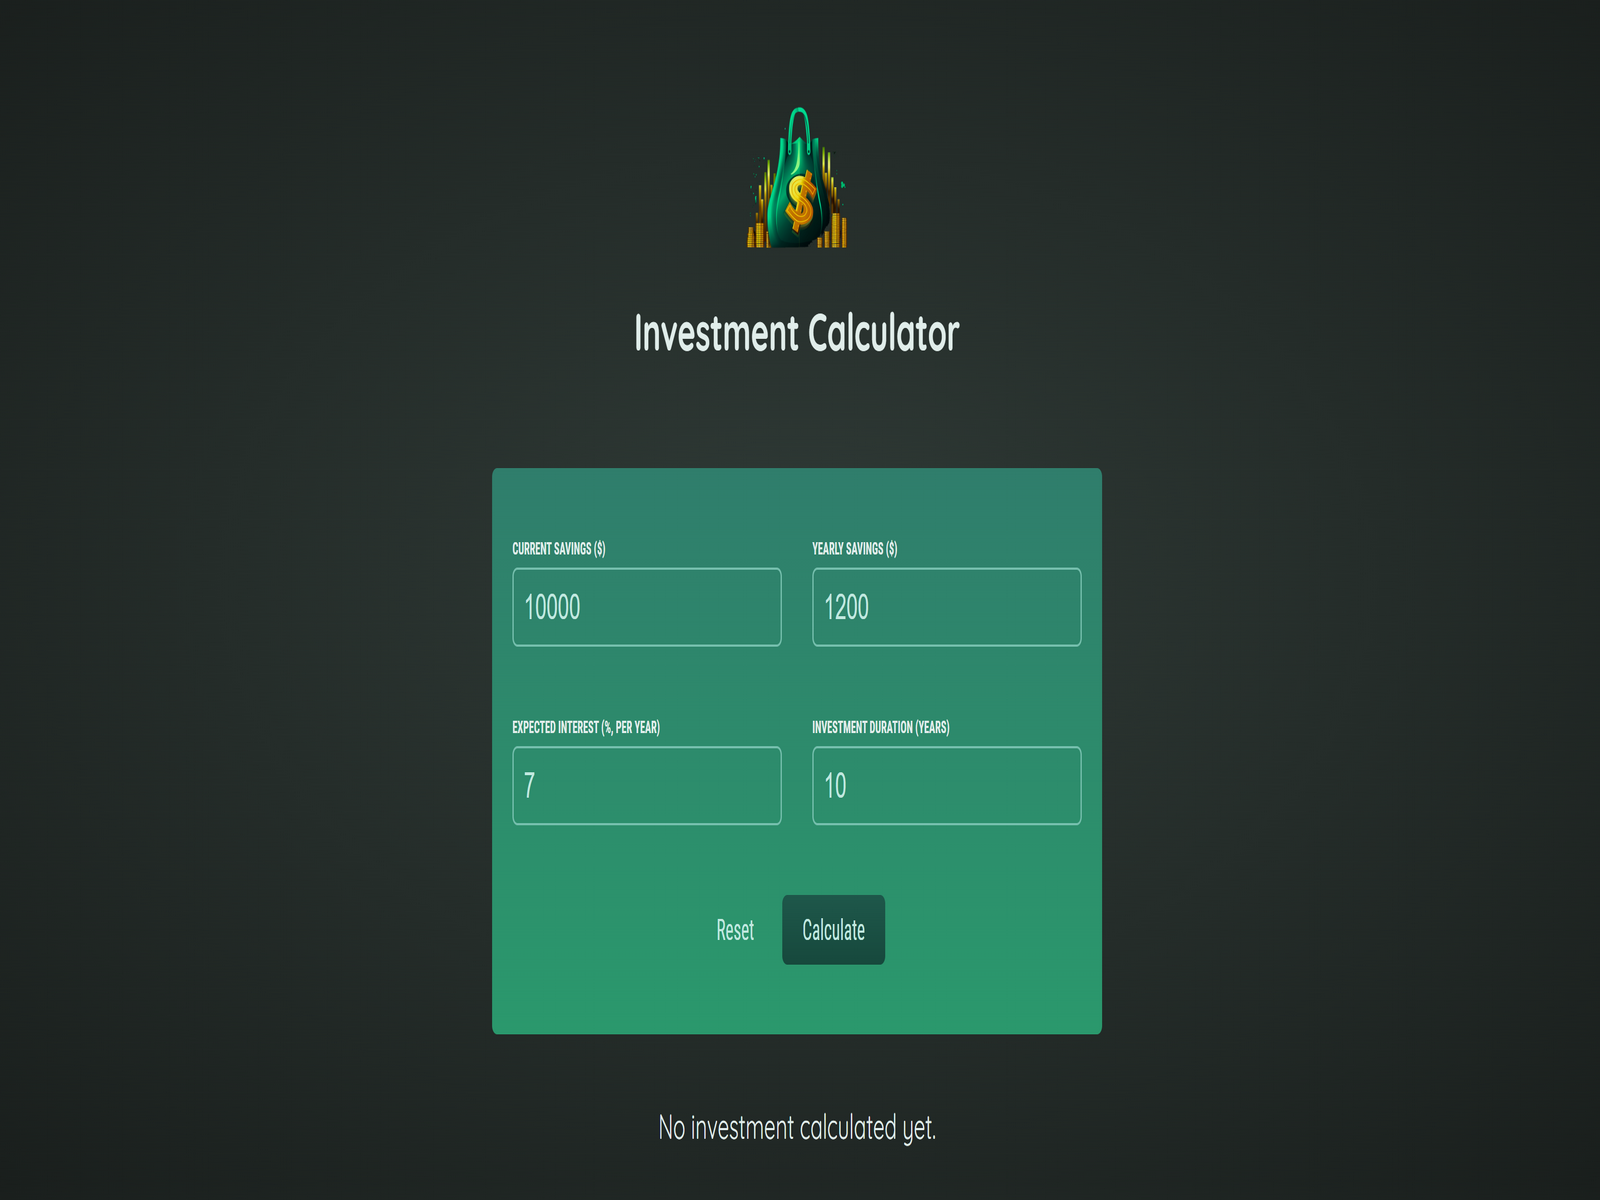 $
Investment Calculator
CURRENT SAVINGS ($) YEARLY SAVINGS ($)
10000 1200
EXPECTED INTEREST (%, PER YEAR) INVESTMENT DURATION (YEARS)
7 10
Reset Calculate
No investment calculated yet.